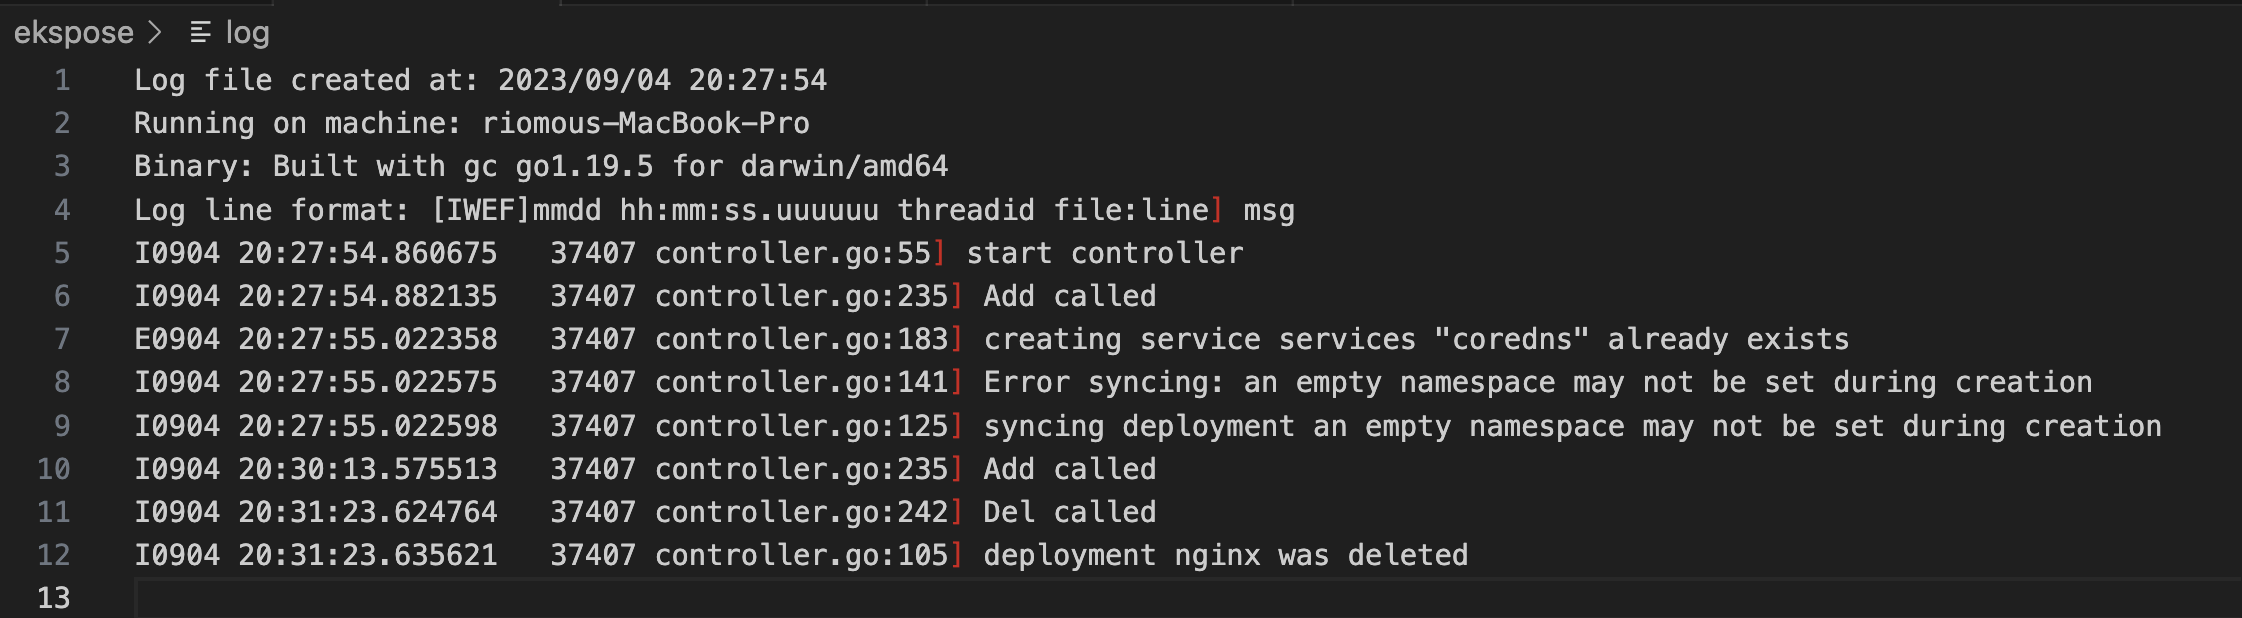 ekspose > log
1 Log file created at: 2023/09/04 20:27:54
2 Running on machine: riomous-MacBook-Pro
3 Binary: Built with gc go1.19.5 for darwin/amd64
4 Log line format: [IWEF]mmdd hh:mm:ss.uuuuuu threadid file:line] msg
5 I0904 20:27:54.860675   37407 controller.go:55] start controller
6 I0904 20:27:54.882135   37407 controller.go:235] Add called
7 E0904 20:27:55.022358   37407 controller.go:183] creating service services "coredns" already exists
8 I0904 20:27:55.022575   37407 controller.go:141] Error syncing: an empty namespace may not be set during creation
9 I0904 20:27:55.022598   37407 controller.go:125] syncing deployment an empty namespace may not be set during creation
10 I0904 20:30:13.575513   37407 controller.go:235] Add called
11 I0904 20:31:23.624764   37407 controller.go:242] Del called
12 I0904 20:31:23.635621   37407 controller.go:105] deployment nginx was deleted
13